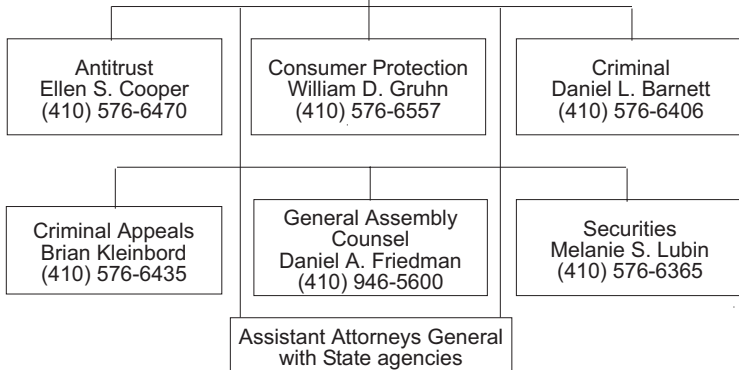 Antitrust
Ellen S. Cooper
(410) 576-6470
Consumer Protection
William D. Gruhn
(410) 576-6557
Criminal
Daniel L. Barnett
(410) 576-6406
Criminal Appeals
Brian Kleinbord
(410) 576-6435
General Assembly
Counsel
Daniel A. Friedman
(410) 946-5600
Securities
Melanie S. Lubin
(410) 576-6365
Assistant Attorneys General
with State agencies